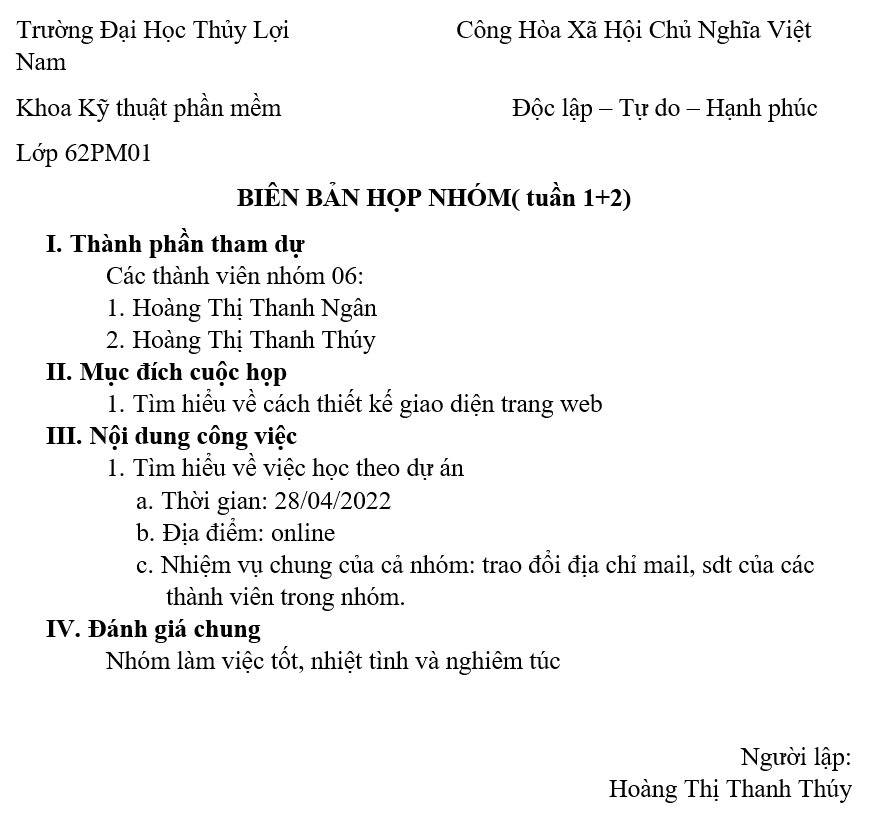 Trường Đại Học Thủy Lợi Công Hòa Xã Hội Chủ Nghĩa Việt
Nam
Khoa Kỹ thuật phần mềm Độc lập – Tự do – Hạnh phúc
Lớp 62PM01
BIÊN BẢN HỌP NHÓM( tuần 1+2)
I. Thành phần tham dự
Các thành viên nhóm 06:
1. Hoàng Thị Thanh Ngân
2. Hoàng Thị Thanh Thúy
II. Mục đích cuộc họp
1. Tìm hiểu về cách thiết kế giao diện trang web
III. Nội dung công việc
1. Tìm hiểu về việc học theo dự án
a. Thời gian: 28/04/2022
b. Địa điểm: online
c. Nhiệm vụ chung của cả nhóm: trao đổi địa chỉ mail, sdt của các
thành viên trong nhóm.
IV. Đánh giá chung
Nhóm làm việc tốt, nhiệt tình và nghiêm túc
Người lập:
Hoàng Thị Thanh Thúy